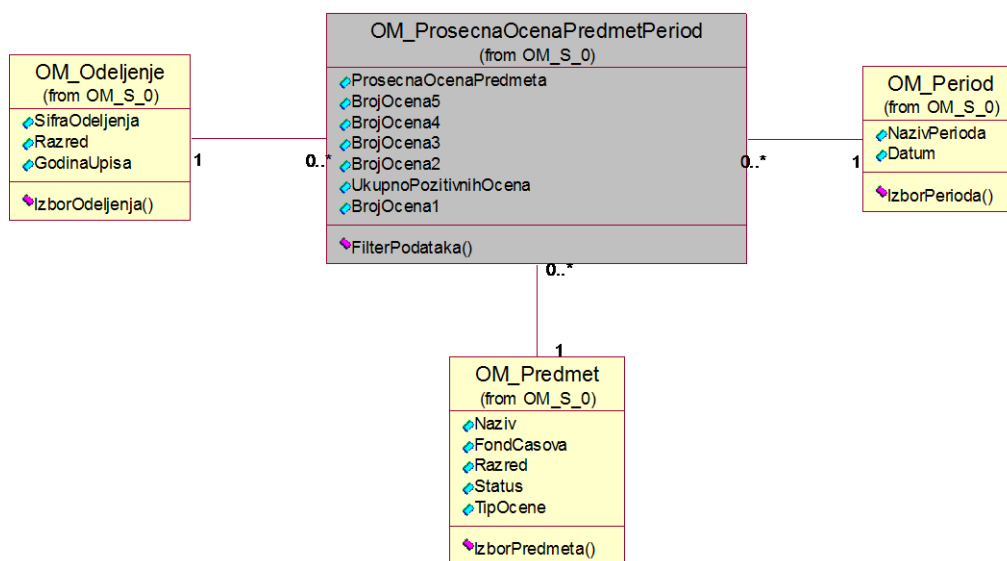 OM_ProsecnaOcenaPredmetPeriod
(from OM_S_0)
ProsecnaOcenaPredmeta
BrojOcena5
BrojOcena4
BrojOcena3
BrojOcena2
UkupnoPozitivnihOcena
BrojOcena1
FilterPodataka()
OM_Odeljenje
(from OM_S_0)
SifraOdeljenja
Razred
GodinaUpisa
IzborOdeljenja()
1
0..*
OM_Period
(from OM_S_0)
NazivPerioda
Datum
IzborPerioda()
0..*
1
0..*
1
OM_Predmet
(from OM_S_0)
Naziv
FondCasova
Razred
Status
TipOcene
IzborPredmeta()